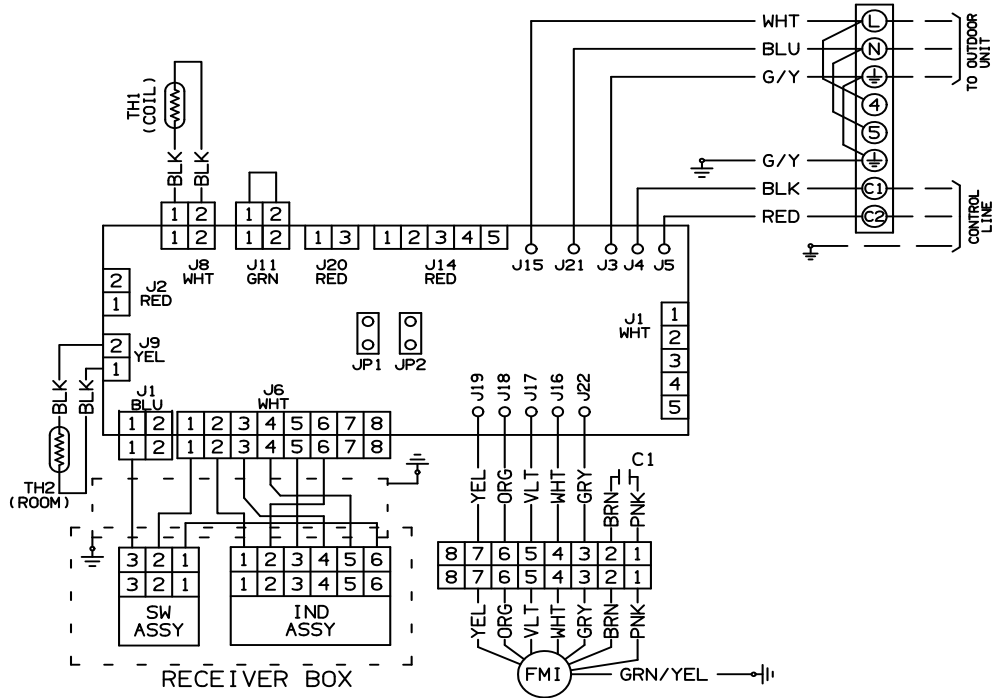 WHT L TO OUTDOOR UNIT
BLU N
G/Y
4
5
G/Y
BLK C1 CONTROL LINE
RED C2
TH1 (COIL)
BLK BLK
1 2 1 2
1 2 1 2 1 3 1 2 3 4 5
J8 WHT
J11 GRN
J20 RED
J14 RED
J15 J21 J3 J4 J5
2 J2
1 RED
J1 WHT
1
2
3
4
5
2 J9
1 YEL
JP1 JP2
BLK BLK
TH2 (ROOM)
J1 BLU
J6 WHT
1 2 1 2 3 4 5 6 7 8
1 2 1 2 3 4 5 6 7 8
J19 J18 J17 J16 J22
C1
YEL ORG VLT WHT GRY BRN PNK
8 7 6 5 4 3 2 1
8 7 6 5 4 3 2 1
YEL ORG VLT WHT GRY BRN PNK
3 2 1 1 2 3 4 5 6
3 2 1 1 2 3 4 5 6
SW ASSY
IND ASSY
RECEIVER BOX
FMI GRN/YEL